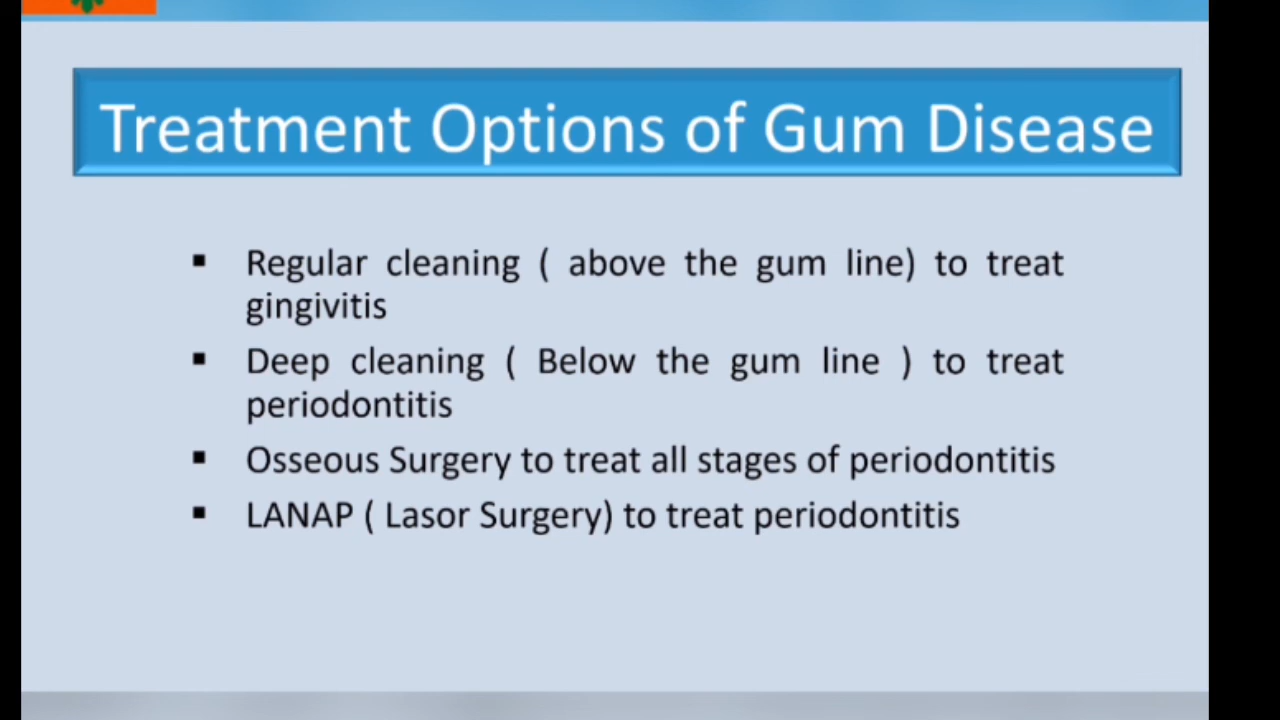 Treatment Options of Gum Disease
▪ Regular cleaning ( above the gum line) to treat
gingivitis
▪ Deep cleaning ( Below the gum line ) to treat
periodontitis
▪ Osseous Surgery to treat all stages of periodontitis
▪ LANAP ( Lasor Surgery) to treat periodontitis